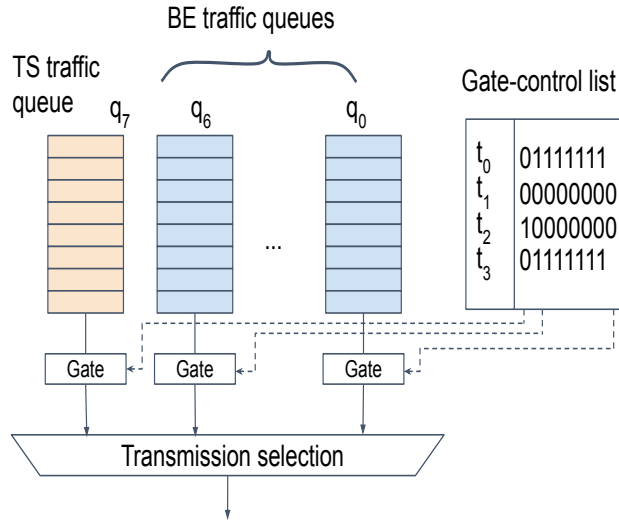 BE traffic queues
TS traffic
queue
q7
q6
q0
Gate-control list
t0 01111111
t1 00000000
t2 10000000
t3 01111111
...
Gate
Gate
Gate
Transmission selection